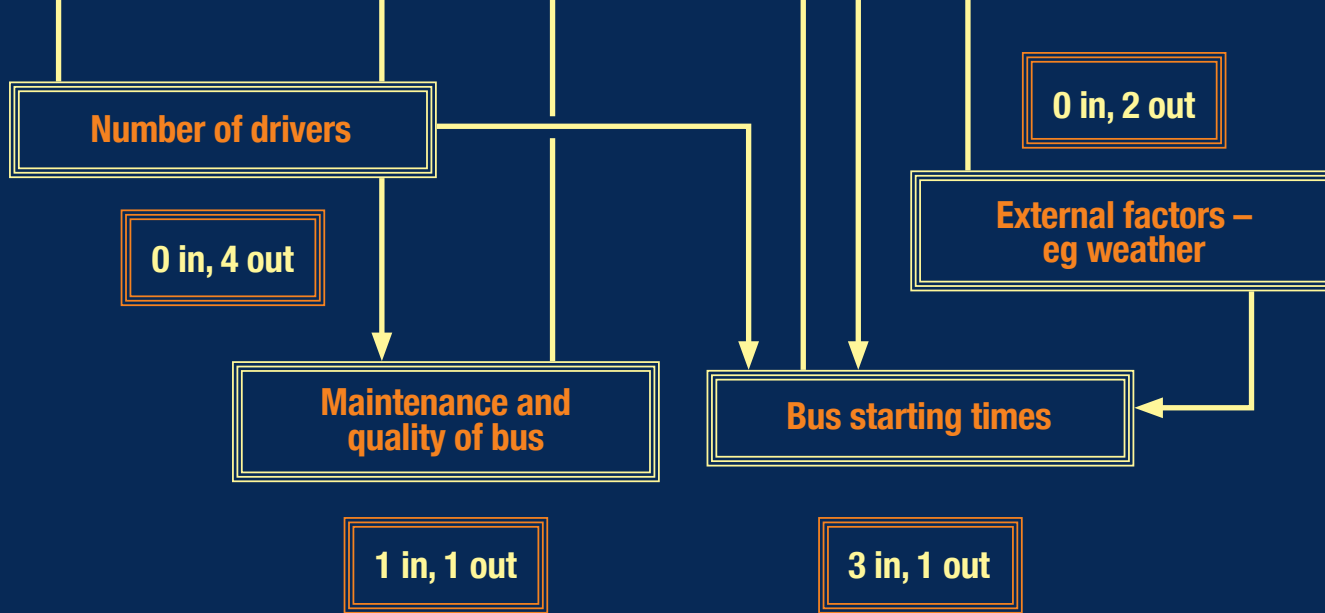 0 in, 2 out
Number of drivers
External factors –
eg weather
0 in, 4 out
Maintenance and
quality of bus
Bus starting times
1 in, 1 out
3 in, 1 out